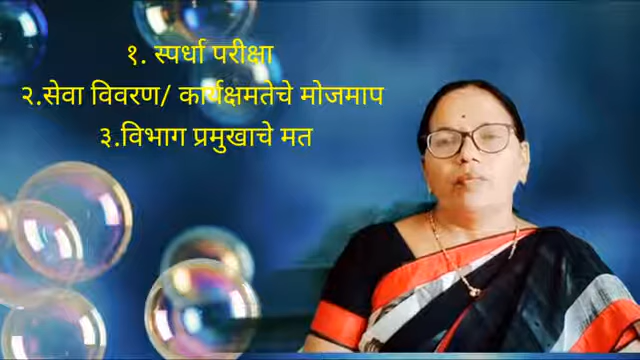 १. स्पर्धा परीक्षा
२.सेवा विवरण/ कार्यक्षमतेचे मोजमाप
३.विभाग प्रमुखाचे मत